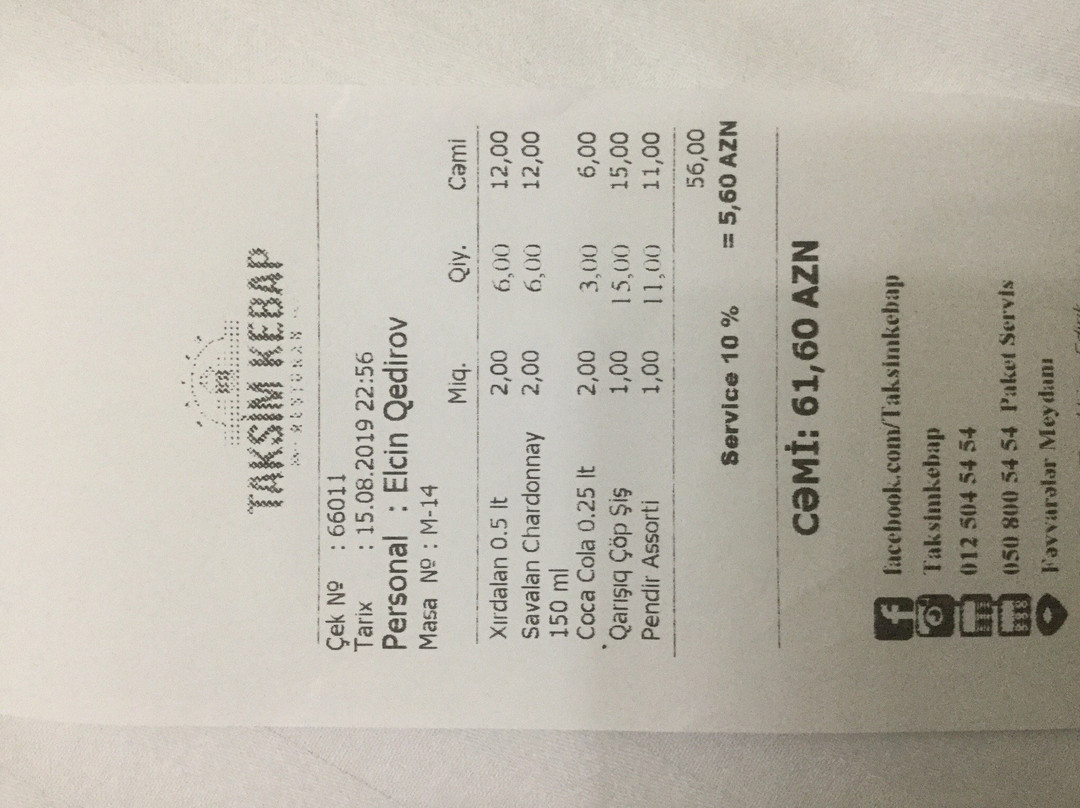 TAKSİM KEBAP
RESTORAN
Çek Nº : 66011
Tarix : 15.08.2019 22:56
Personal : Elcin Qedirov
Masa Nº : M-14
Miq. Qiy. Cəmi
Xırdalan 0.5 lt 2,00 6,00 12,00
Savalan Chardonnay 2,00 6,00 12,00
150 ml
Coca Cola 0.25 lt 2,00 3,00 6,00
Qarışıq Çöp Şiş 1,00 15,00 15,00
Pendir Assorti 1,00 11,00 11,00
56,00
Service 10 % = 5,60 AZN
CƏMİ: 61,60 AZN
facebook.com/Taksimkebap
Taksimkebap
012 504 54 54
050 800 54 54 Paket Servis
Fəvvarələr Meydanı